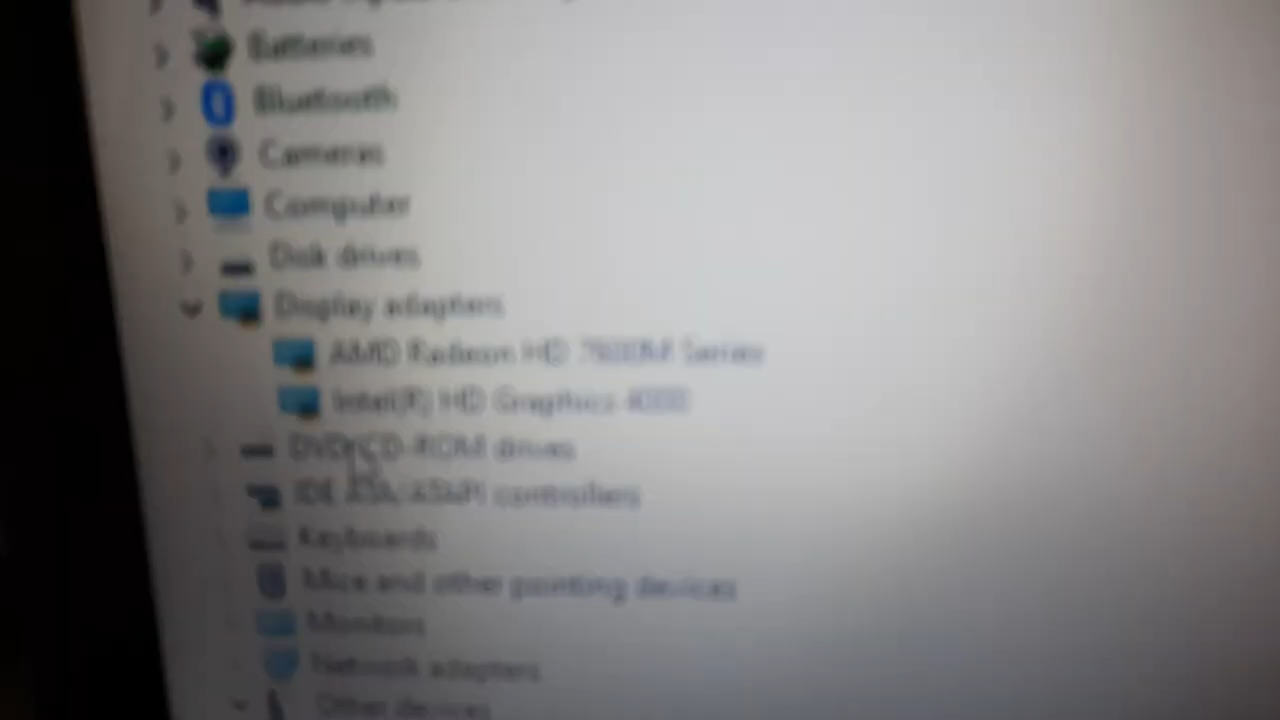 Batteries
Bluetooth
Cameras
Computer
Disk drives
Display adapters
AMD Radeon HD 7600M Series
Intel(R) HD Graphics 4000
DVD/CD-ROM drives
IDE ATA/ATAPI controllers
Keyboards
Mice and other pointing devices
Monitors
Network adapters
Other devices